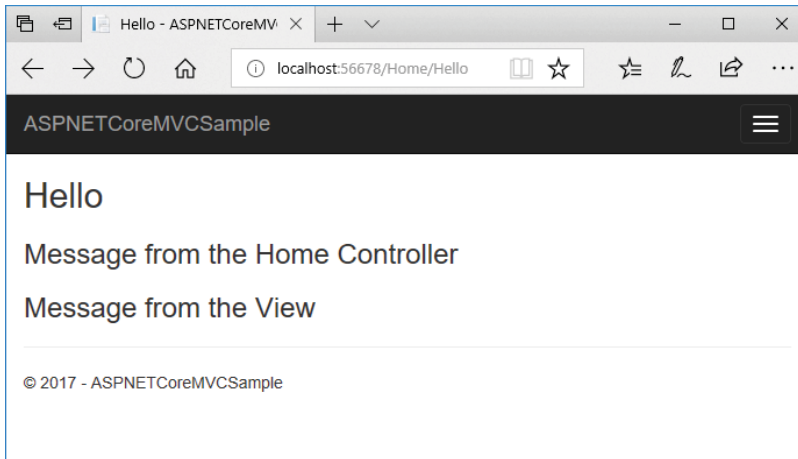 Hello - ASPNETCoreMV
localhost:56678/Home/Hello
ASPNETCoreMVCSample
Hello
Message from the Home Controller
Message from the View
© 2017 - ASPNETCoreMVCSample